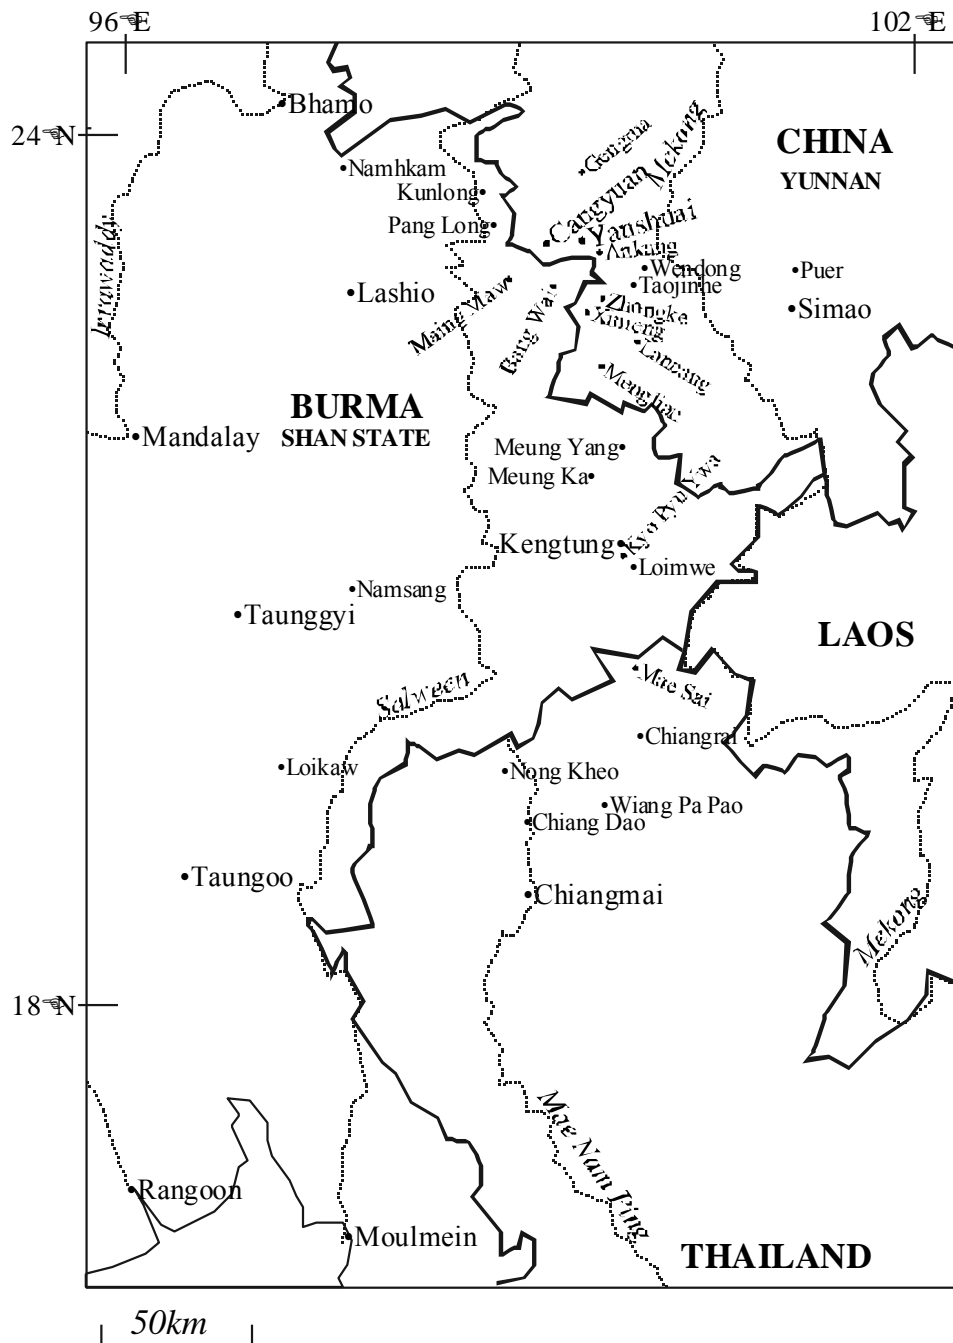 96°E
102°E
Bhamo
24°N
Gengma
Mekong
CHINA
YUNNAN
Namhkam
Kunlong
Cangyuan
Pang Long
Yanshuai
Ankang
Irrawaddy
Wendong
Puer
Taojinhe
Lashio
Maing Maw
Bang Wai
Zhongke
Simao
Ximeng
Lancang
Menglian
BURMA
SHAN STATE
Mandalay
Meung Yang
Meung Ka
Kyo Pyu Ywa
Kengtung
Loimwe
Namsang
Taunggyi
LAOS
Salween
Mae Sai
Chiangrai
Loikaw
Nong Kheo
Wiang Pa Pao
Chiang Dao
Taungoo
Chiangmai
Mekong
18°N
Mae Nam Ping
Rangoon
Moulmein
THAILAND
50km